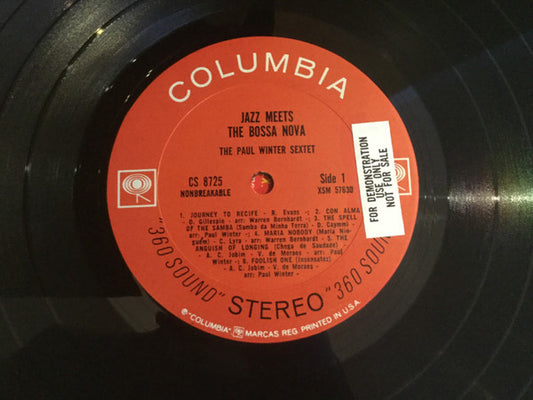 COLUMBIA
JAZZ MEETS
THE BOSSA NOVA
THE PAUL WINTER SEXTET
CS 8725
NONBREAKABLE
Side 1
XSM 57630
FOR DEMONSTRATION
USE ONLY
NOT FOR SALE
1. JOURNEY TO RECIFE - R. Evans -; 2. CON ALMA
- D. Gillespie - arr: Warren Bernhardt -; 3. THE SPELL
OF THE SAMBA (Samba da Minha Terra) - D. Caymmi -
arr: Paul Winter -; 4. MARIA NOBODY (Maria Nin-
guém) - C. Lyra - arr: Warren Bernhardt -; 5. THE
ANGUISH OF LONGING (Chega de Saudade) -
A. C. Jobim - V. de Moraes - arr: Paul
Winter -; 6. FOOLISH ONE (Insensatez)
- A. C. Jobim - V. de Moraes -
arr: Paul Winter -
"360 SOUND" STEREO "360 SOUND"
℗ "COLUMBIA" MARCAS REG. PRINTED IN U.S.A.